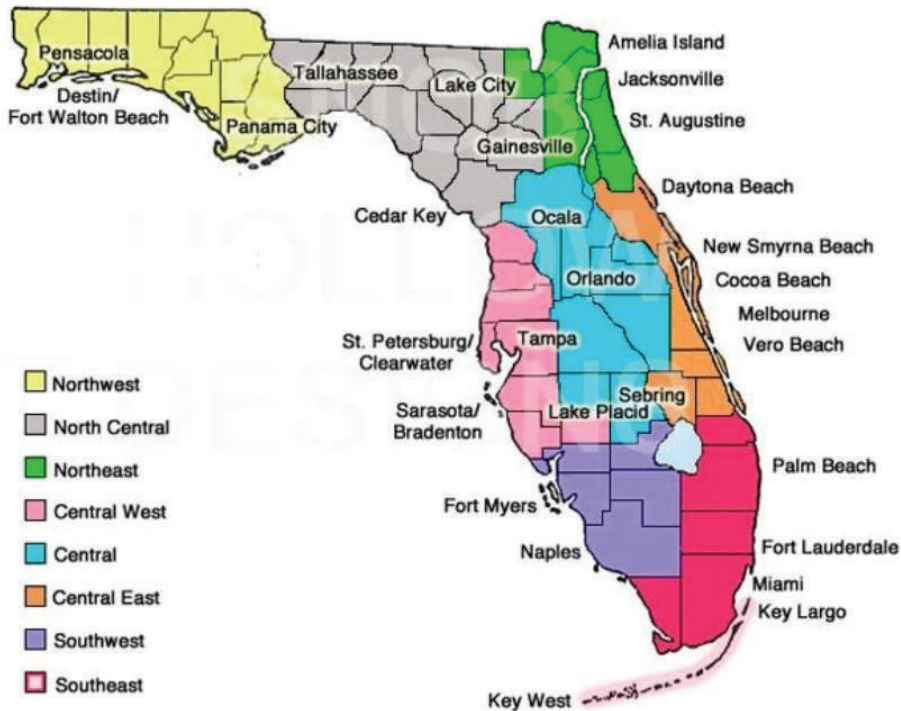 Pensacola
Destin/
Fort Walton Beach
Panama City
Tallahassee
Lake City
Gainesville
Cedar Key
Amelia Island
Jacksonville
St. Augustine
Daytona Beach
Ocala
New Smyrna Beach
Orlando
Cocoa Beach
Melbourne
Vero Beach
St. Petersburg/
Clearwater
Tampa
Sebring
Lake Placid
Sarasota/
Bradenton
Palm Beach
Fort Myers
Naples
Fort Lauderdale
Miami
Key Largo
Key West
Northwest
North Central
Northeast
Central West
Central
Central East
Southwest
Southeast
HOLLOW